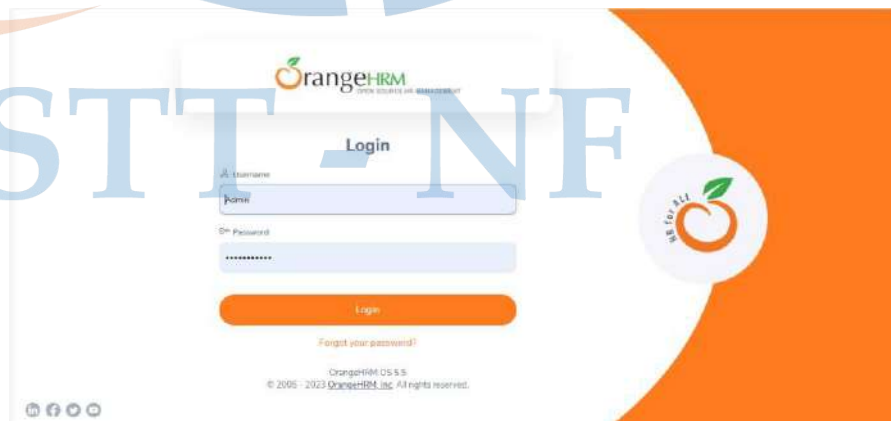 OrangeHRM
OPEN SOURCE HR MANAGEMENT
STT - NF
Login
Username
Admin
Password
•••••••••••
Login
Forgot your password?
OrangeHRM OS 5.5
© 2005 - 2023 OrangeHRM, Inc. All rights reserved.
HR for ALL